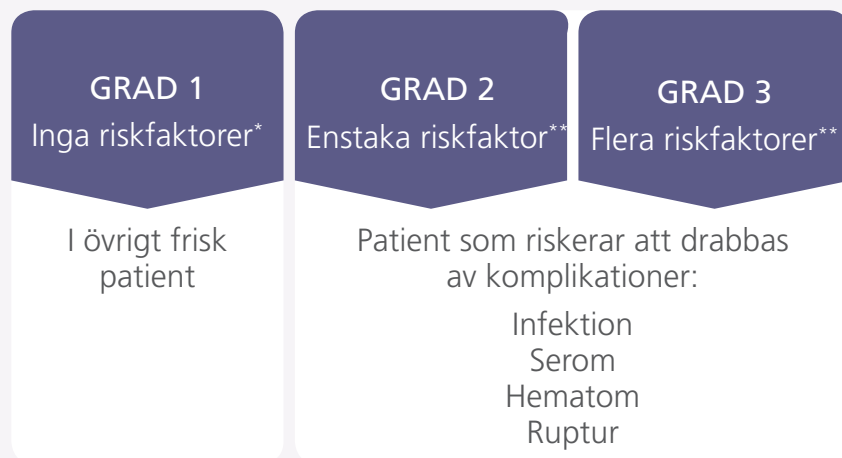 GRAD 1
Inga riskfaktorer*
I övrigt frisk
patient
GRAD 2
Enstaka riskfaktor**
GRAD 3
Flera riskfaktorer**
Patient som riskerar att drabbas
av komplikationer:
Infektion
Serom
Hematom
Ruptur